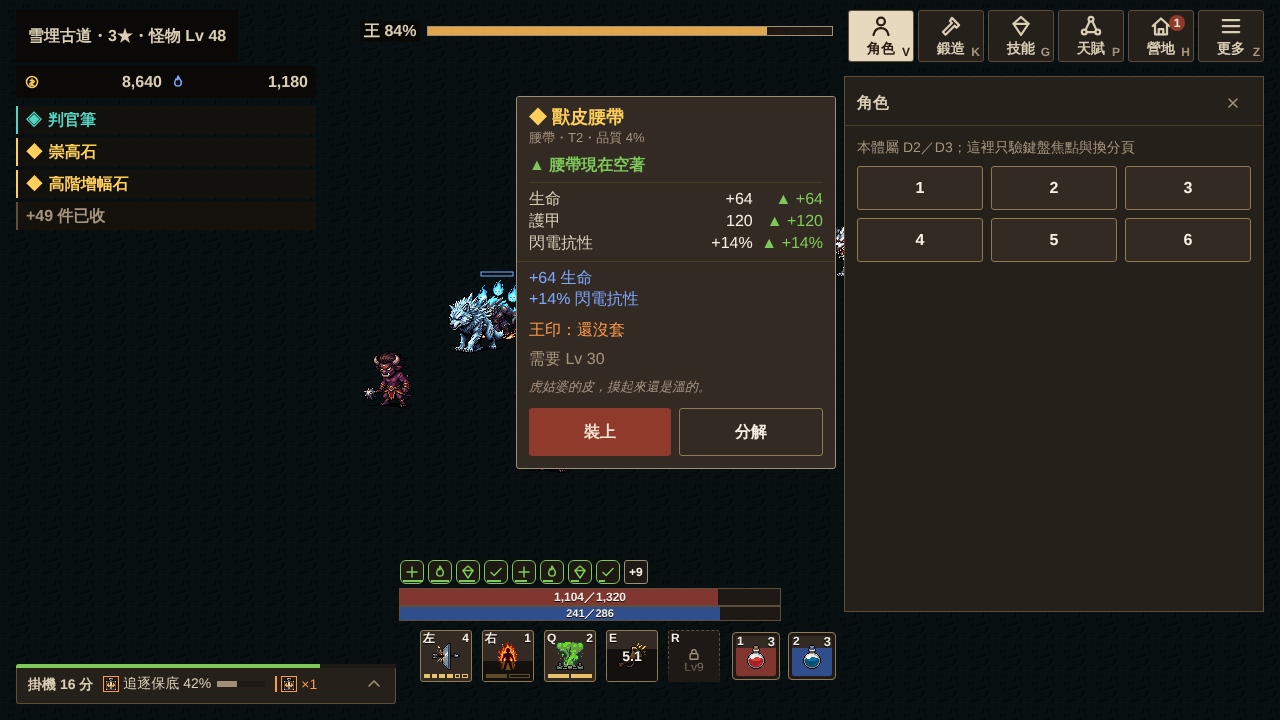 雪埋古道・3★・怪物 Lv 48
8,640 1,180
◈ 判官筆
◆ 崇高石
◆ 高階增幅石
+49 件已收
王 84%
角色 V
鍛造 K
技能 G
天賦 P
營地 H 1
更多 Z
◆ 獸皮腰帶
腰帶・T2・品質 4%
▲ 腰帶現在空著
生命 +64 ▲ +64
護甲 120 ▲ +120
閃電抗性 +14% ▲ +14%
+64 生命
+14% 閃電抗性
王印：還沒套
需要 Lv 30
虎姑婆的皮，摸起來還是溫的。
裝上 分解
角色 ×
本體屬 D2／D3；這裡只驗鍵盤焦點與換分頁
1 2 3
4 5 6
+9
1,104／1,320
241／286
左 4
右 1
Q 2
E 5.1
R Lv9
1 3
2 3
掛機 16 分 追逐保底 42% ×1